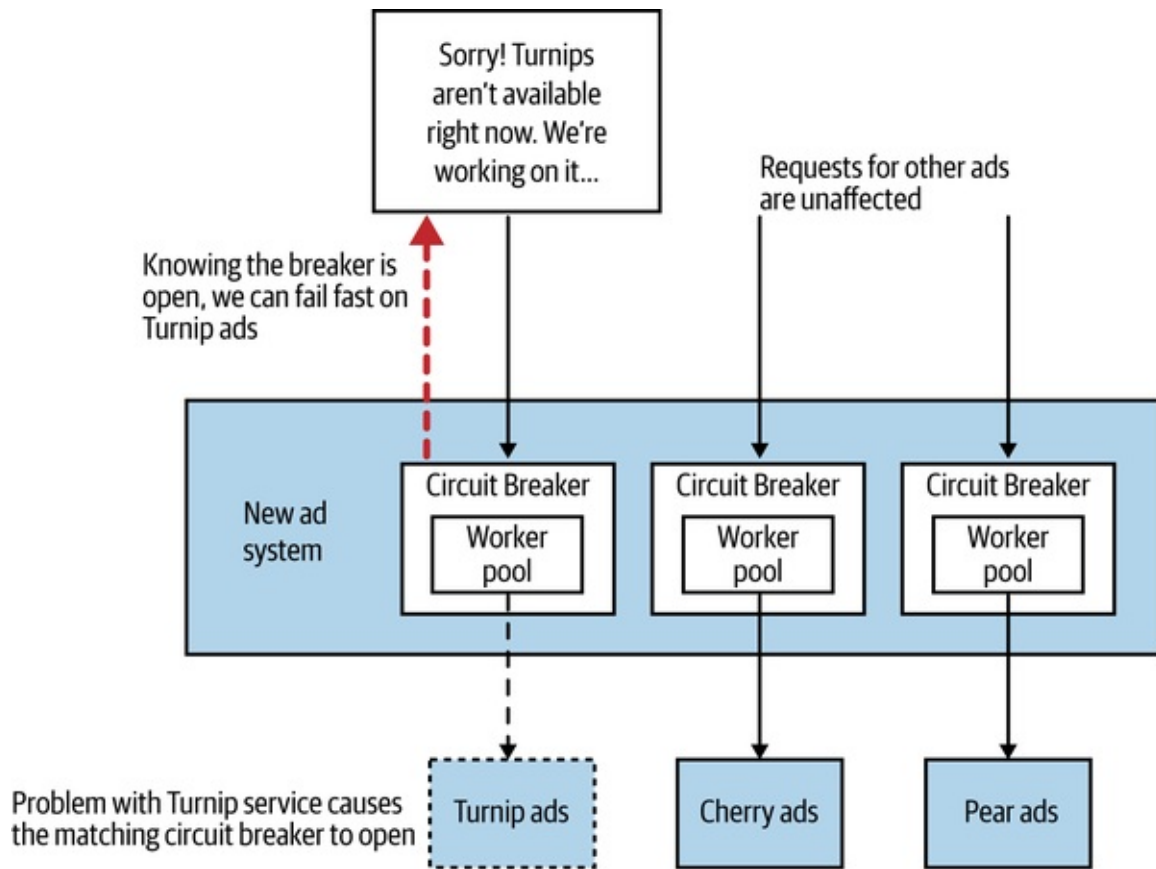 Sorry! Turnips
aren't available
right now. We're
working on it...
Requests for other ads
are unaffected
Knowing the breaker is
open, we can fail fast on
Turnip ads
New ad
system
Circuit Breaker
Worker
pool
Circuit Breaker
Worker
pool
Circuit Breaker
Worker
pool
Problem with Turnip service causes
the matching circuit breaker to open
Turnip ads
Cherry ads
Pear ads